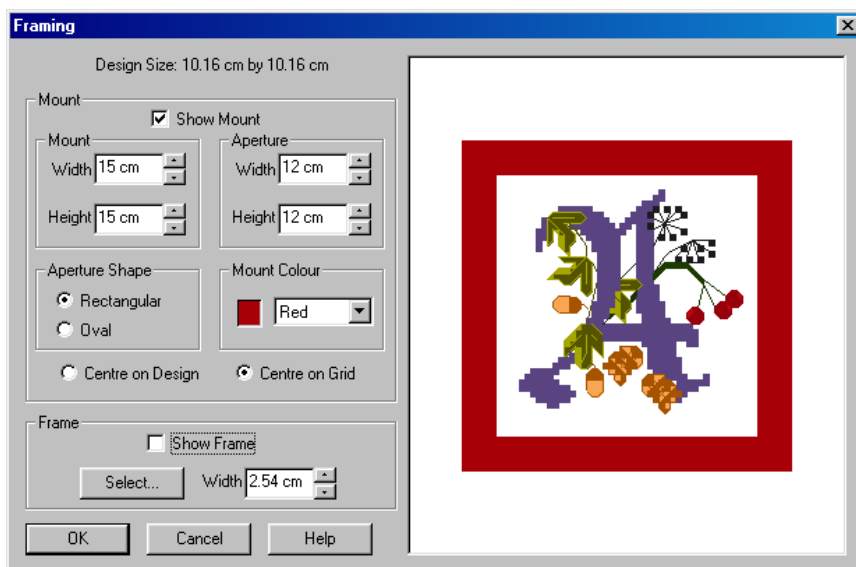 Framing
Design Size: 10.16 cm by 10.16 cm
Mount
Show Mount
Mount
Width 15 cm
Height 15 cm
Aperture
Width 12 cm
Height 12 cm
Aperture Shape
Rectangular
Oval
Mount Colour
Red
Centre on Design
Centre on Grid
Frame
Show Frame
Select...
Width 2.54 cm
OK
Cancel
Help